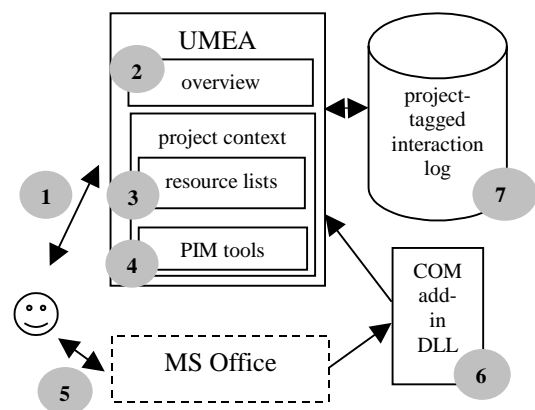 UMEA
2
overview
project context
3
resource lists
4
PIM tools
1
project-
tagged
interaction
log
7
COM
add-
in
DLL
6
MS Office
5